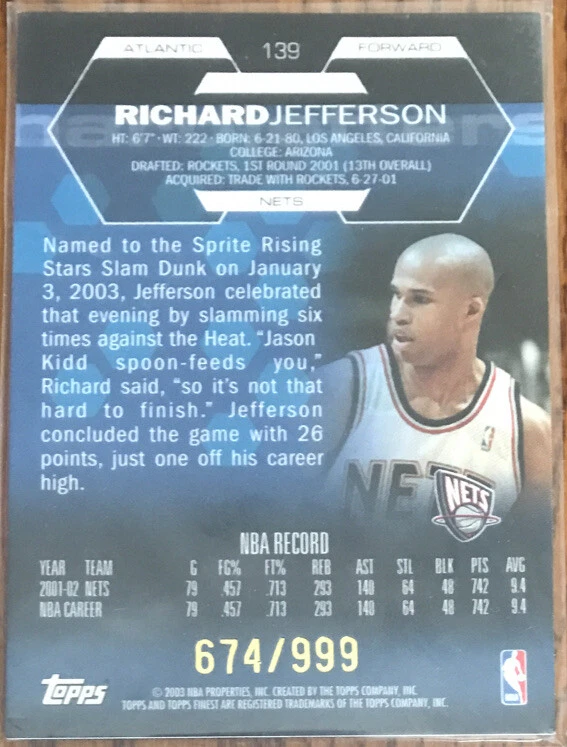 ATLANTIC 139 FORWARD
RICHARDJEFFERSON
HT: 6'7" · WT: 222 · BORN: 6-21-80, LOS ANGELES, CALIFORNIA
COLLEGE: ARIZONA
DRAFTED: ROCKETS, 1ST ROUND 2001 (13TH OVERALL)
ACQUIRED: TRADE WITH ROCKETS, 6-27-01
NETS
Named to the Sprite Rising
Stars Slam Dunk on January
3, 2003, Jefferson celebrated
that evening by slamming six
times against the Heat. "Jason
Kidd spoon-feeds you,"
Richard said, "so it's not that
hard to finish." Jefferson
concluded the game with 26
points, just one off his career
high.
NETS
NETS
NBA RECORD
YEAR TEAM G FG% FT% REB AST STL BLK PTS AVG
2001-02 NETS 79 .457 .713 293 140 64 48 742 9.4
NBA CAREER 79 .457 .713 293 140 64 48 742 9.4
674/999
Topps
© 2003 NBA PROPERTIES, INC. CREATED BY THE TOPPS COMPANY, INC.
TOPPS AND TOPPS FINEST ARE REGISTERED TRADEMARKS OF THE TOPPS COMPANY, INC.
NBA